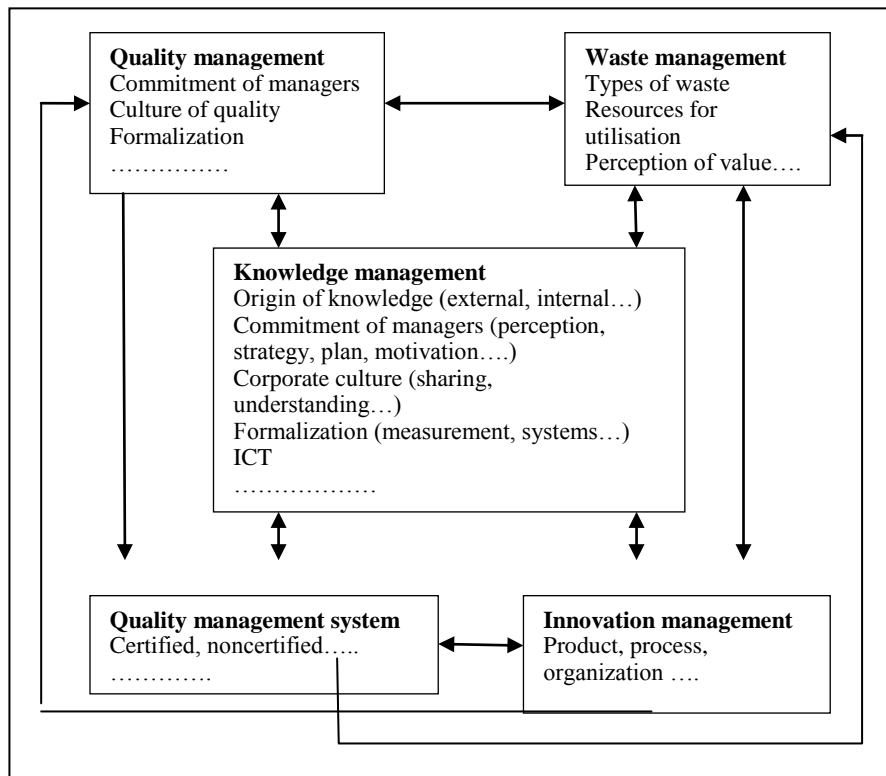 Quality management
Commitment of managers
Culture of quality
Formalization
……………
Waste management
Types of waste
Resources for
utilisation
Perception of value….
Knowledge management
Origin of knowledge (external, internal…)
Commitment of managers (perception,
strategy, plan, motivation….)
Corporate culture (sharing,
understanding…)
Formalization (measurement, systems…)
ICT
………………
Quality management system
Certified, noncertified…..
………….
Innovation management
Product, process,
organization ….